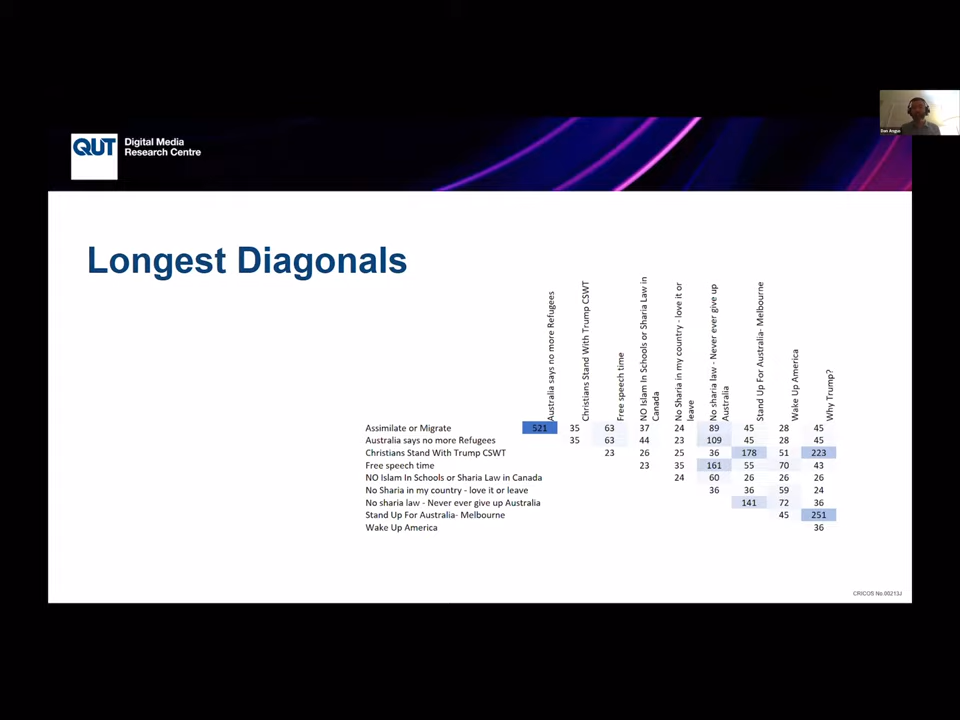 QUT
Digital Media
Research Centre
Dan Angus
Longest Diagonals
Australia says no more Refugees
Christians Stand With Trump CSWT
Free speech time
NO Islam In Schools or Sharia Law in
Canada
No Sharia in my country - love it or
leave
No sharia law - Never ever give up
Australia
Stand Up For Australia- Melbourne
Wake Up America
Why Trump?
Assimilate or Migrate 521 35 63 37 24 89 45 28 45
Australia says no more Refugees 35 63 44 23 109 45 28 45
Christians Stand With Trump CSWT 23 26 25 36 178 51 223
Free speech time 23 35 161 55 70 43
NO Islam In Schools or Sharia Law in Canada 24 60 26 26 26
No Sharia in my country - love it or leave 36 36 59 24
No sharia law - Never ever give up Australia 141 72 36
Stand Up For Australia- Melbourne 45 251
Wake Up America 36
CRICOS No.00213J